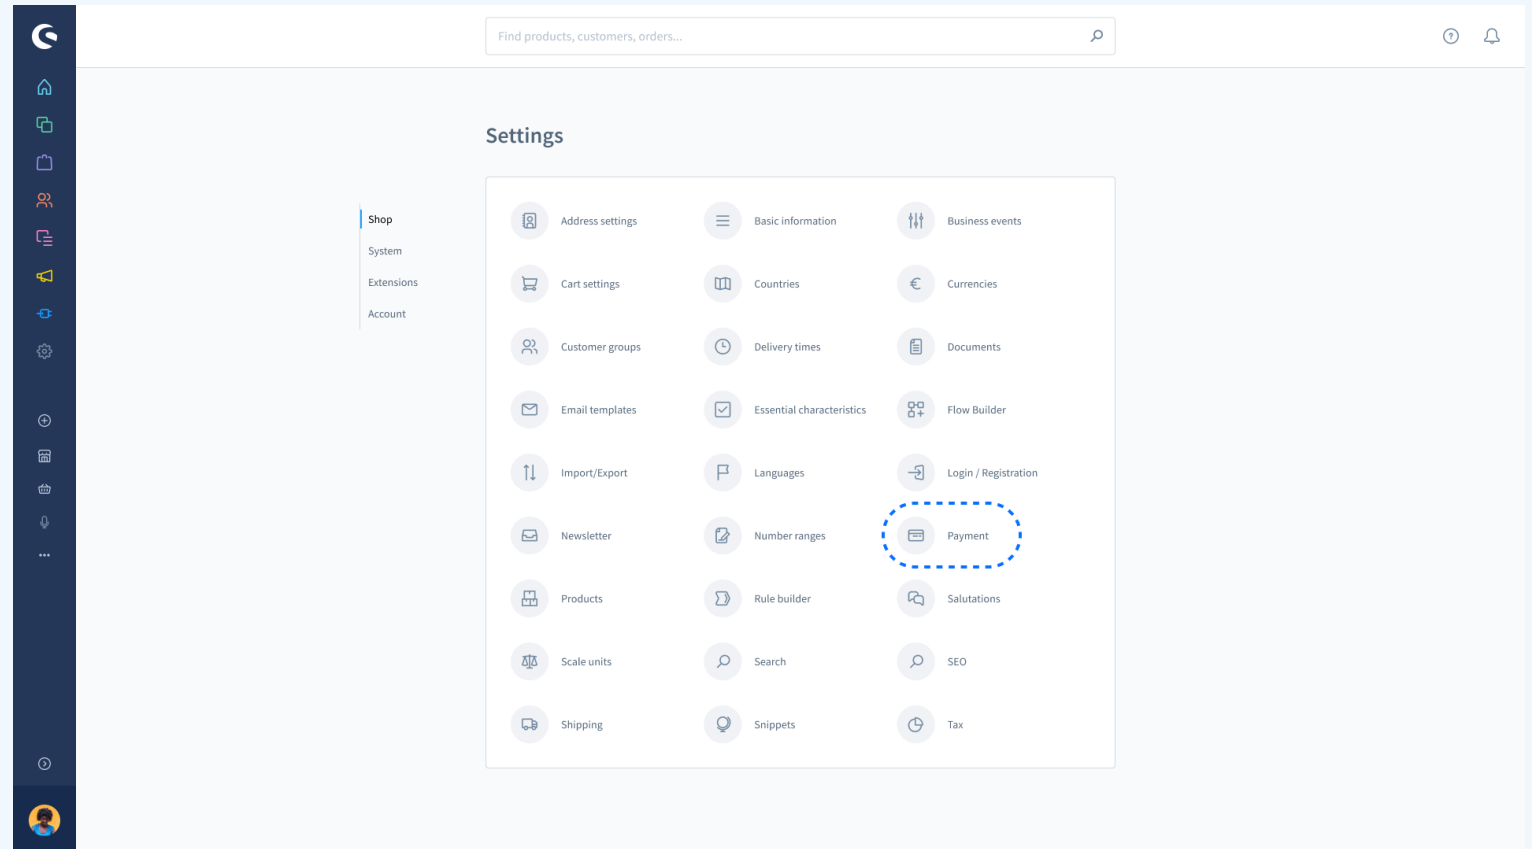 Find products, customers, orders...
Settings
Shop
System
Extensions
Account
Address settings
Basic information
Business events
Cart settings
Countries
Currencies
Customer groups
Delivery times
Documents
Email templates
Essential characteristics
Flow Builder
Import/Export
Languages
Login / Registration
Newsletter
Number ranges
Payment
Products
Rule builder
Salutations
Scale units
Search
SEO
Shipping
Snippets
Tax